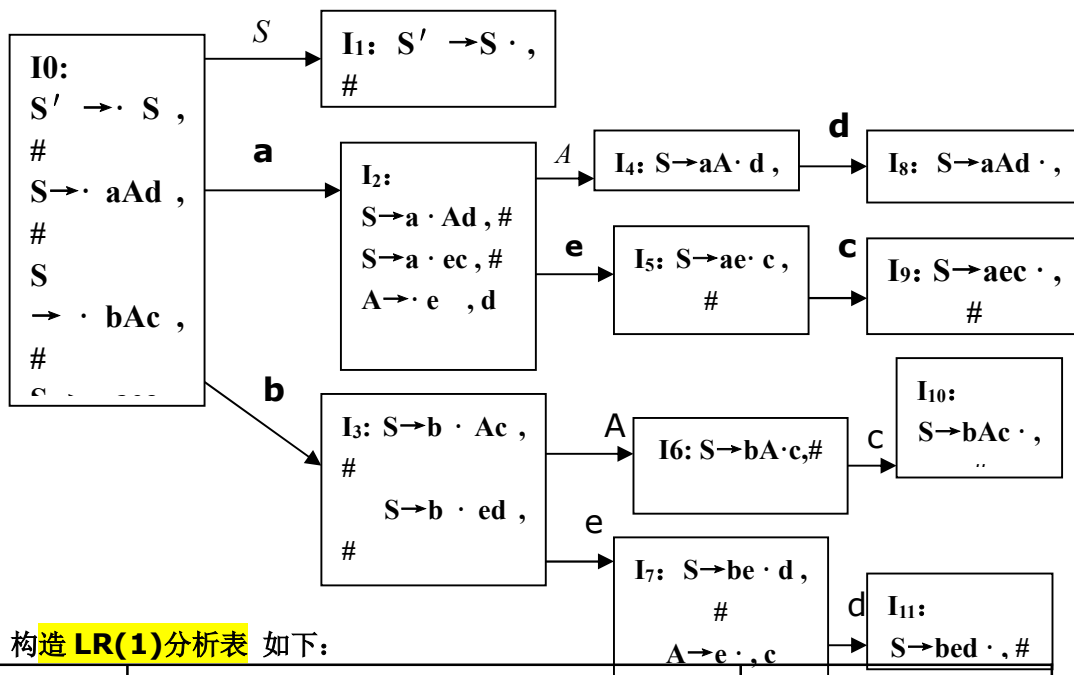 I0:
S′ →· S ,
#
S→· aAd ,
#
S
→ · bAc ,
#
S
I1: S′ →S · ,
#
a
I2:
S→a · Ad , #
S→a · ec , #
A→· e , d
A
I4: S→aA· d ,
d
I8: S→aAd · ,
e
I5: S→ae· c ,
#
c
I9: S→aec · ,
#
b
I3: S→b · Ac ,
#
S→b · ed ,
#
A
I6: S→bA·c,#
c
I10:
S→bAc · ,
e
I7: S→be · d ,
#
A→e · , c
d
I11:
S→bed · , #
构造 LR(1)分析表 如下：